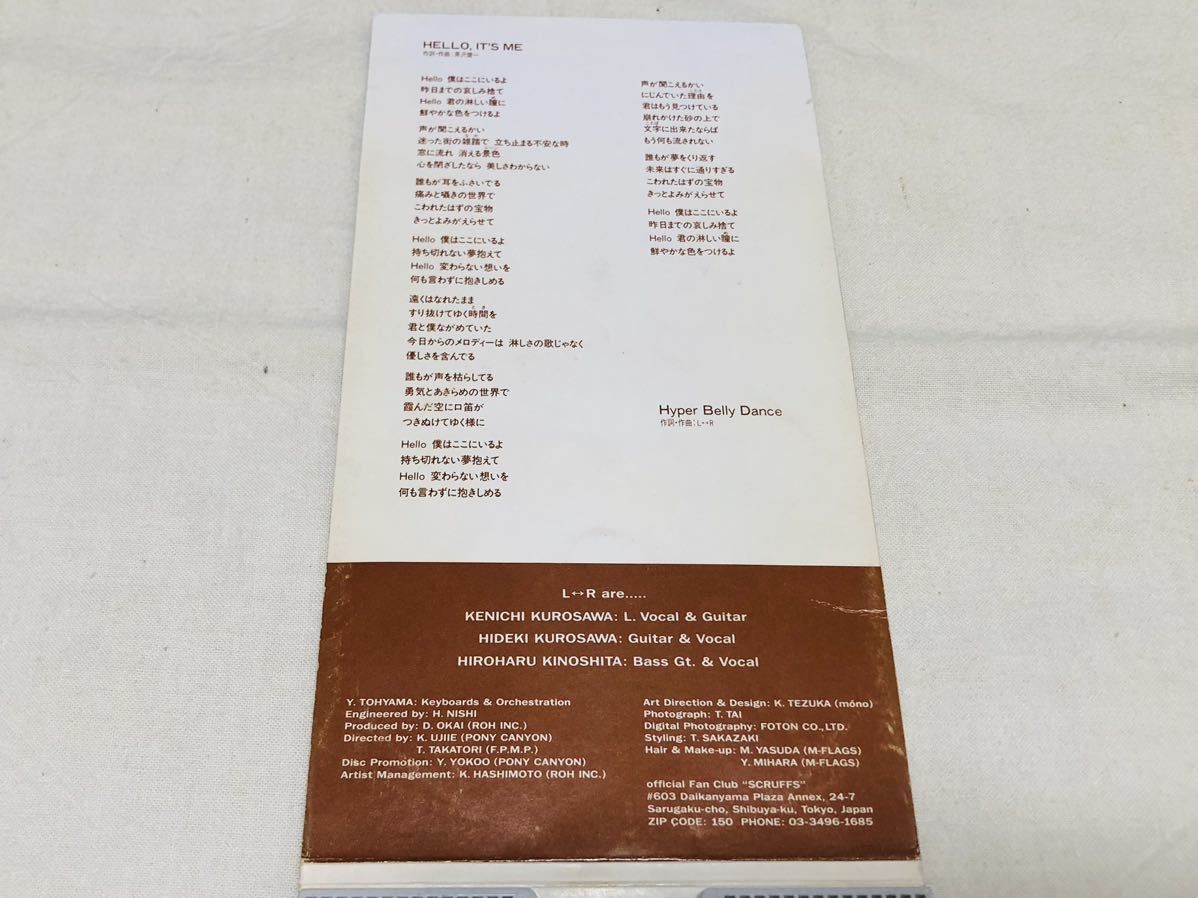 HELLO, IT'S ME
作詞・作曲：黒沢健一
Hello 僕はここにいるよ
昨日までの哀しみ捨て
Hello 君の淋しい瞳に
鮮やかな色をつけるよ
声が聞こえるかい
迷った街の雑踏で 立ち止まる不安な時
窓に流れ 消える景色
心を閉ざしたなら 美しさわからない
誰もが耳をふさいでる
痛みと囁きの世界で
こわれたはずの宝物
きっとよみがえらせて
Hello 僕はここにいるよ
持ち切れない夢抱えて
Hello 変わらない想いを
何も言わずに抱きしめる
遠くはなれたまま
すり抜けてゆく時間を
君と僕ながめていた
今日からのメロディーは 淋しさの歌じゃなく
優しさを含んでる
誰もが声を枯らしてる
勇気とあきらめの世界で
霞んだ空に口笛が
つきぬけてゆく様に
Hello 僕はここにいるよ
持ち切れない夢抱えて
Hello 変わらない想いを
何も言わずに抱きしめる
声が聞こえるかい
にじんでいた理由を
君はもう見つけている
崩れかけた砂の上で
文字に出来たならば
もう何も流されない
誰もが夢をくり返す
未来はすぐに通りすぎる
こわれたはずの宝物
きっとよみがえらせて
Hello 僕はここにいるよ
昨日までの哀しみ捨て
Hello 君の淋しい瞳に
鮮やかな色をつけるよ
Hyper Belly Dance
作詞・作曲：L↔R
L↔R are.....
KENICHI KUROSAWA: L. Vocal & Guitar
HIDEKI KUROSAWA: Guitar & Vocal
HIROHARU KINOSHITA: Bass Gt. & Vocal
Y. TOHYAMA: Keyboards & Orchestration
Engineered by: H. NISHI
Produced by: D. OKAI (ROH INC.)
Directed by: K. UJIIE (PONY CANYON)
T. TAKATORI (F.P.M.P.)
Disc Promotion: Y. YOKOO (PONY CANYON)
Artist Management: K. HASHIMOTO (ROH INC.)
Art Direction & Design: K. TEZUKA (móno)
Photograph: T. TAI
Digital Photography: FOTON CO.,LTD.
Styling: T. SAKAZAKI
Hair & Make-up: M. YASUDA (M-FLAGS)
Y. MIHARA (M-FLAGS)
official Fan Club "SCRUFFS"
#603 Daikanyama Plaza Annex, 24-7
Sarugaku-cho, Shibuya-ku, Tokyo, Japan
ZIP CODE: 150 PHONE: 03-3496-1685